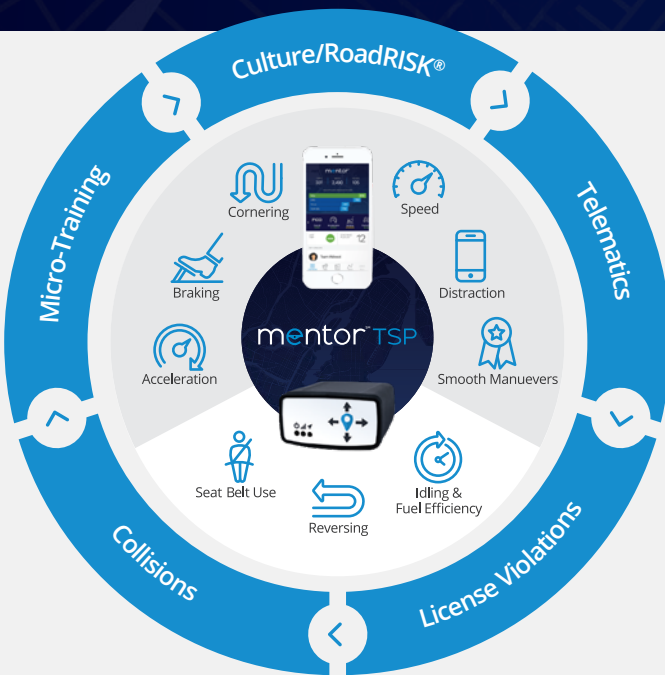 Culture/RoadRISK®
Telematics
License Violations
Collisions
Micro-Training
mentor
Cornering
Speed
Braking
Distraction
Acceleration
Smooth Manuevers
mentor™ TSP
Seat Belt Use
Reversing
Idling &
Fuel Efficiency